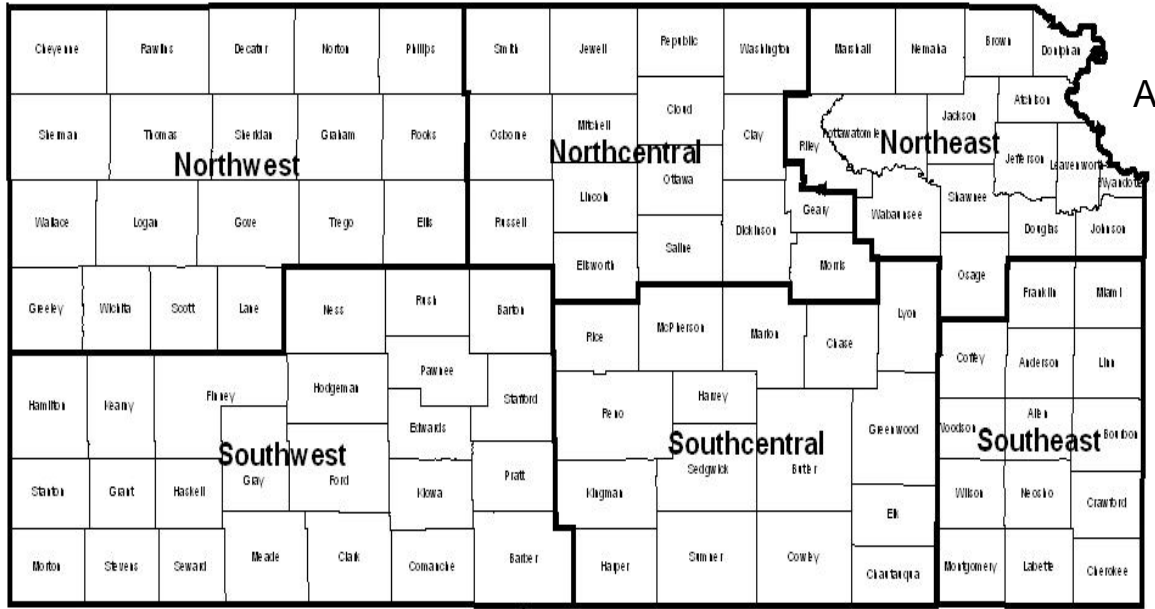 Cheyenne Rawlins Decatur Norton Phillips Smith Jewell Republic Washington Marshall Nemaha Brown Doniphan
A
Sherman Thomas Sheridan Graham Rooks Osborne Mitchell Cloud Clay Riley Pottawatomie Jackson Atchison
Northwest Northcentral Northeast
Jefferson Leavenworth Wyandotte
Wallace Logan Gove Trego Ellis Russell Lincoln Ottawa Dickinson Geary Wabaunsee Shawnee Douglas Johnson
Ellsworth Saline Morris Osage
Greeley Wichita Scott Lane Ness Rush Barton Rice McPherson Marion Chase Lyon Franklin Miami
Hamilton Kearny Finney Hodgeman Pawnee Stafford Reno Harvey Greenwood Coffey Anderson Linn
Edwards Woodson Allen Bourbon
Southwest Southcentral Southeast
Stanton Grant Haskell Gray Ford Kiowa Pratt Kingman Sedgwick Butler Elk Wilson Neosho Crawford
Morton Stevens Seward Meade Clark Comanche Barber Harper Sumner Cowley Chautauqua Montgomery Labette Cherokee